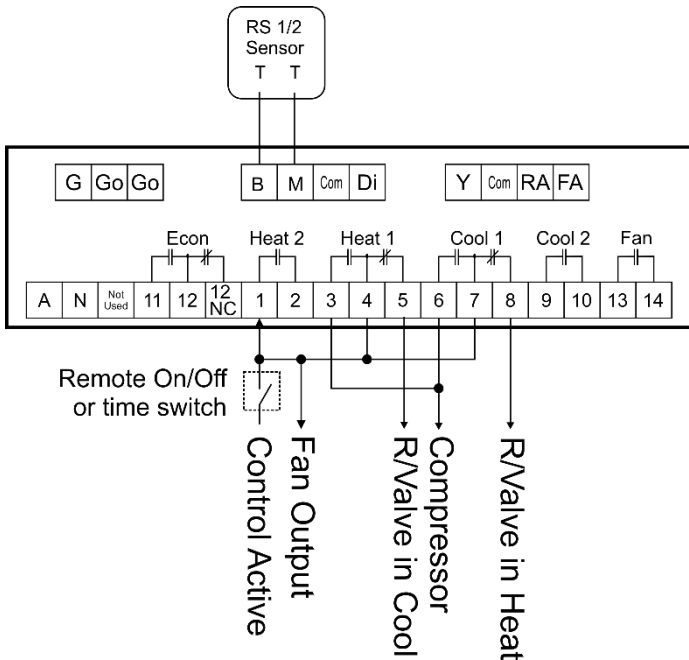 RS 1/2
Sensor
T T
G Go Go B M Com Di Y Com RA FA
Econ Heat 2 Heat 1 Cool 1 Cool 2 Fan
A N Not Used 11 12 12 NC 1 2 3 4 5 6 7 8 9 10 13 14
Remote On/Off
or time switch
Control Active
Fan Output
R/Valve in Cool
Compressor
R/Valve in Heat